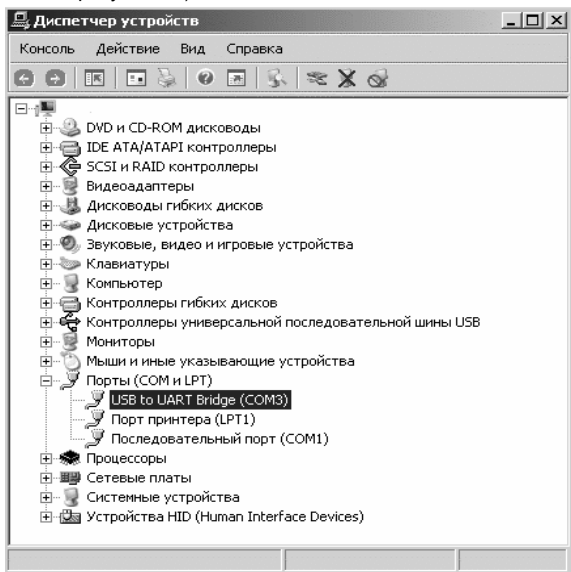 Диспетчер устройств
Консоль Действие Вид Справка
DVD и CD-ROM дисководы
IDE ATA/ATAPI контроллеры
SCSI и RAID контроллеры
Видеоадаптеры
Дисководы гибких дисков
Дисковые устройства
Звуковые, видео и игровые устройства
Клавиатуры
Компьютер
Контроллеры гибких дисков
Контроллеры универсальной последовательной шины USB
Мониторы
Мыши и иные указывающие устройства
Порты (COM и LPT)
USB to UART Bridge (COM3)
Порт принтера (LPT1)
Последовательный порт (COM1)
Процессоры
Сетевые платы
Системные устройства
Устройства HID (Human Interface Devices)